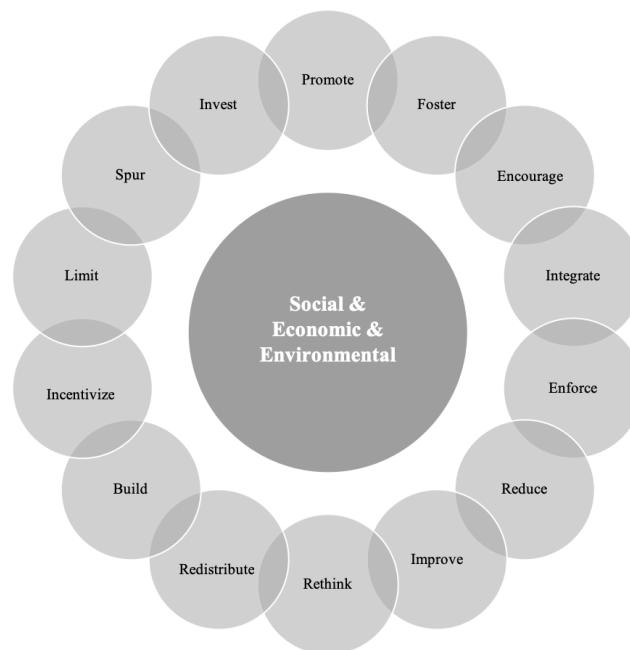 Promote
Foster
Encourage
Integrate
Enforce
Reduce
Improve
Rethink
Redistribute
Build
Incentivize
Limit
Spur
Invest
Social &
Economic &
Environmental